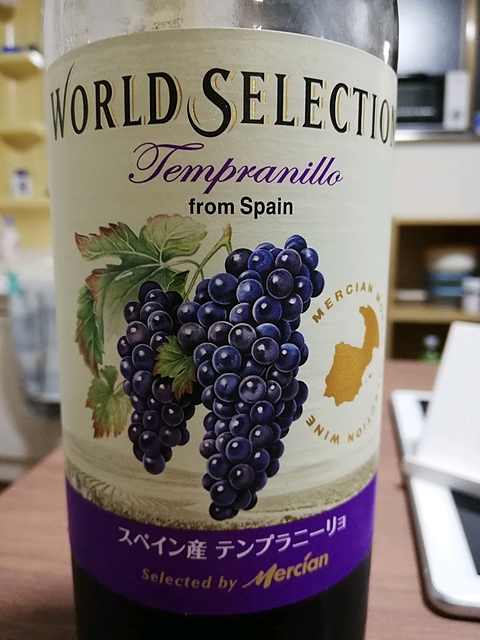 WORLD SELECTION
Tempranillo
from Spain
MERCIAN
WINE
スペイン産 テンプラニーリョ
Selected by Mercian